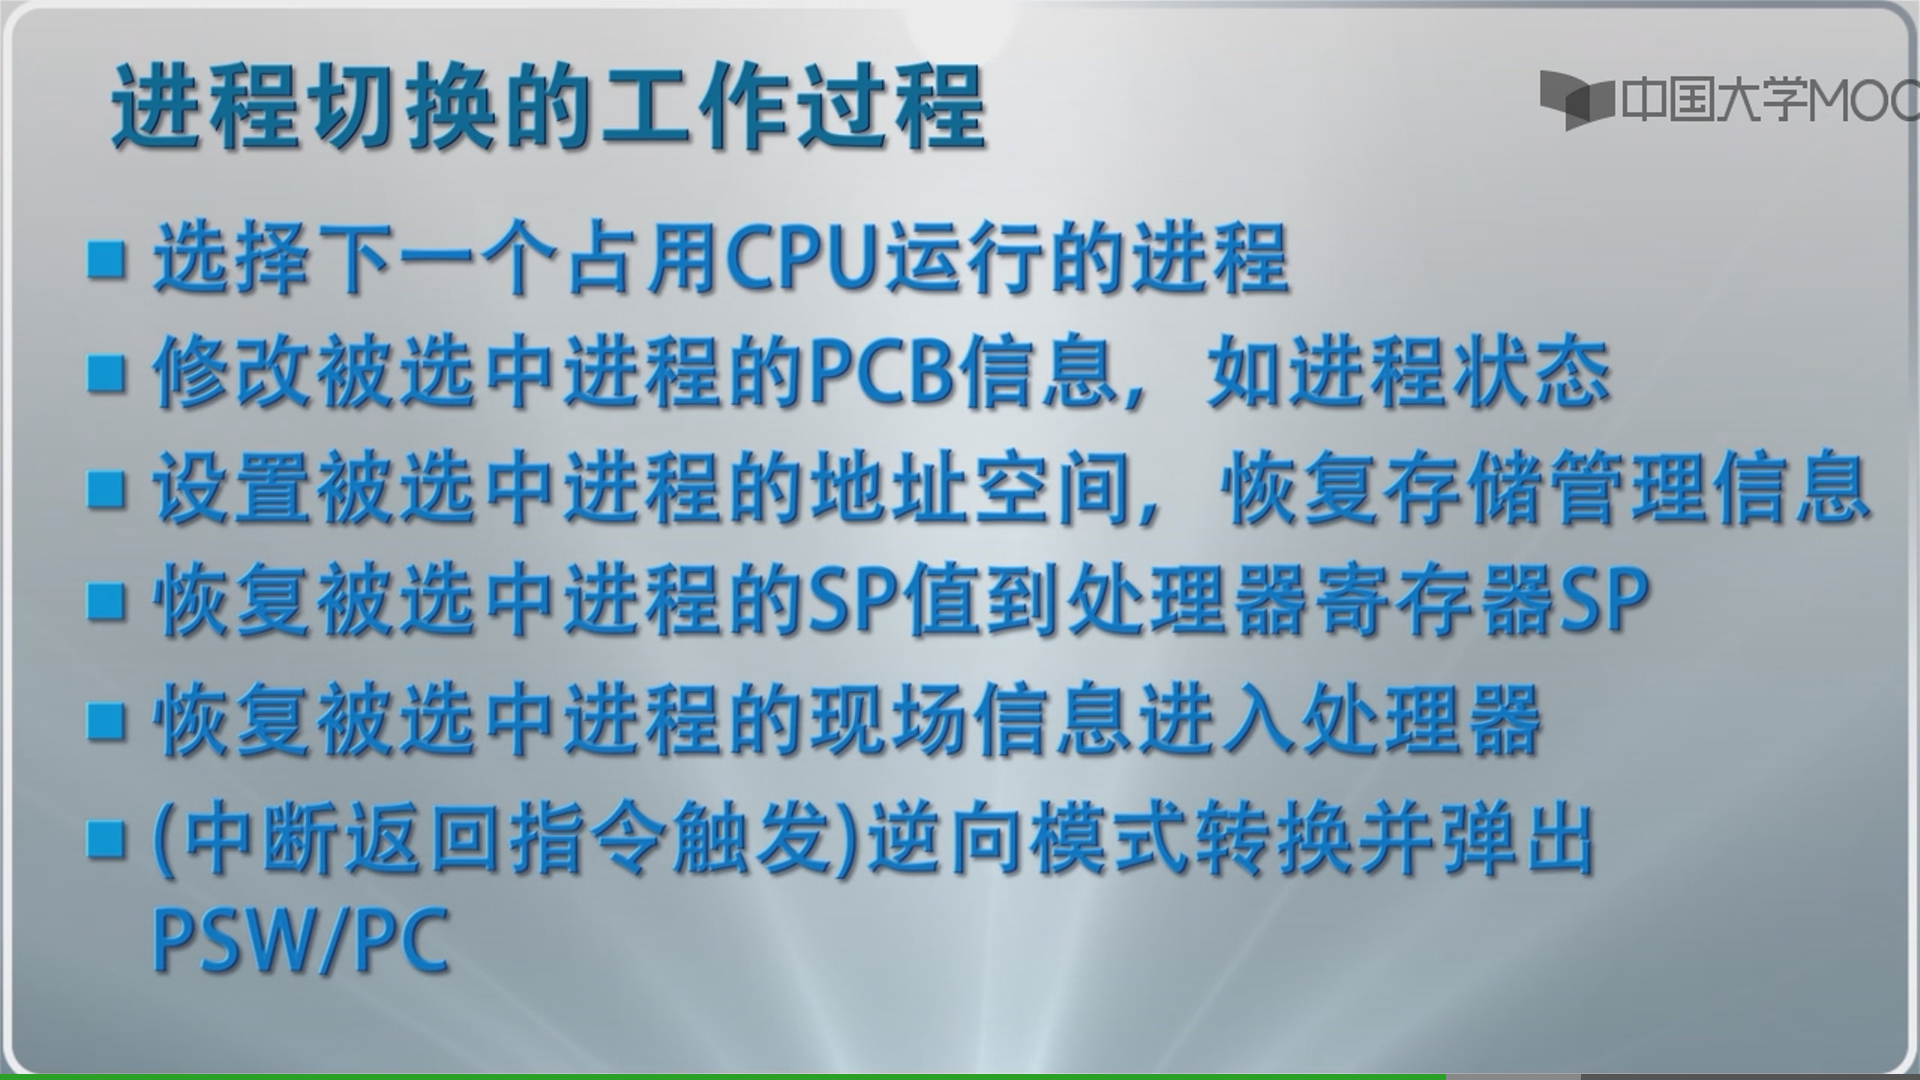 进程切换的工作过程
中国大学MOO
选择下一个占用CPU运行的进程
修改被选中进程的PCB信息，如进程状态
设置被选中进程的地址空间，恢复存储管理信息
恢复被选中进程的SP值到处理器寄存器SP
恢复被选中进程的现场信息进入处理器
(中断返回指令触发)逆向模式转换并弹出
PSW/PC